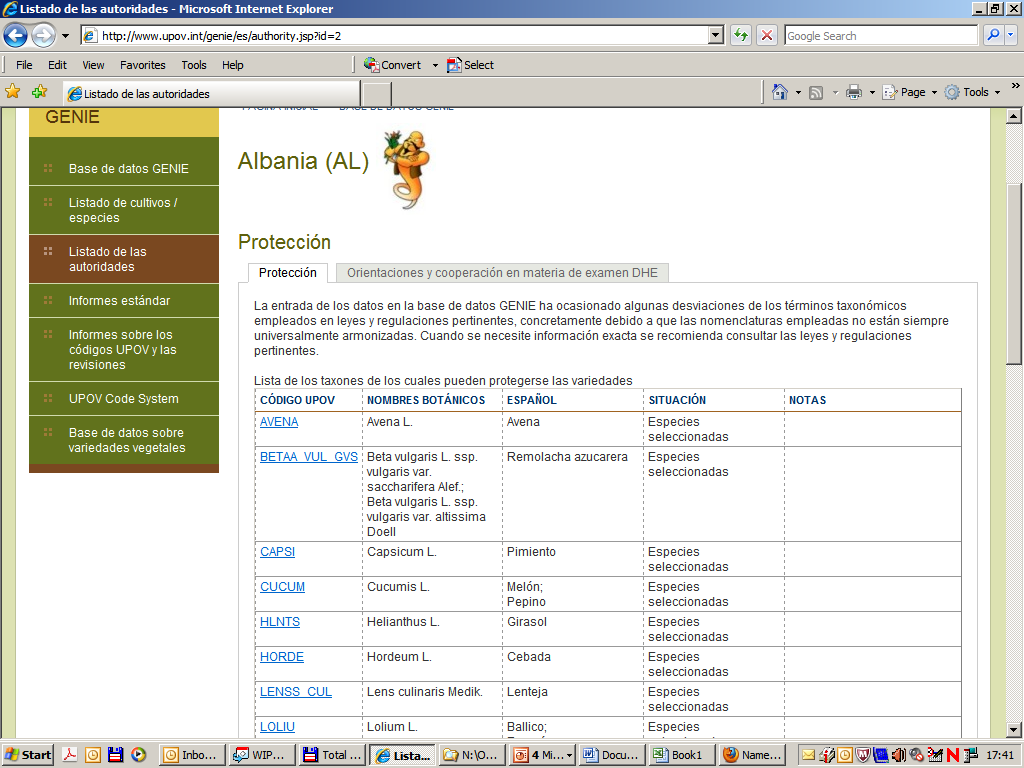 Listado de las autoridades - Microsoft Internet Explorer
http://www.upov.int/genie/es/authority.jsp?id=2
Google Search
File Edit View Favorites Tools Help
Convert
Select
Listado de las autoridades
Page
Tools
PÁGINA INICIAL BASE DE DATOS GENIE
GENIE
Base de datos GENIE
Listado de cultivos /
especies
Listado de las
autoridades
Informes estándar
Informes sobre los
códigos UPOV y las
revisiones
UPOV Code System
Base de datos sobre
variedades vegetales
Albania (AL)
Protección
Protección
Orientaciones y cooperación en materia de examen DHE
La entrada de los datos en la base de datos GENIE ha ocasionado algunas desviaciones de los términos taxonómicos
empleados en leyes y regulaciones pertinentes, concretamente debido a que las nomenclaturas empleadas no están siempre
universalmente armonizadas. Cuando se necesite información exacta se recomienda consultar las leyes y regulaciones
pertinentes.
Lista de los taxones de los cuales pueden protegerse las variedades
CÓDIGO UPOV NOMBRES BOTÁNICOS ESPAÑOL SITUACIÓN NOTAS
AVENA Avena L. Avena Especies
seleccionadas
BETAA_VUL_GVS Beta vulgaris L. ssp. Remolacha azucarera Especies
vulgaris var. seleccionadas
saccharifera Alef.;
Beta vulgaris L. ssp.
vulgaris var. altissima
Doell
CAPSI Capsicum L. Pimiento Especies
seleccionadas
CUCUM Cucumis L. Melón; Especies
Pepino seleccionadas
HLNTS Helianthus L. Girasol Especies
seleccionadas
HORDE Hordeum L. Cebada Especies
seleccionadas
LENSS_CUL Lens culinaris Medik. Lenteja Especies
seleccionadas
LOLIU Lolium L. Ballico; Especies
Start
Inbo...
WIP...
Total ...
Lista...
N:\O...
4 Mi...
Docu...
Book1
Name...
17:41